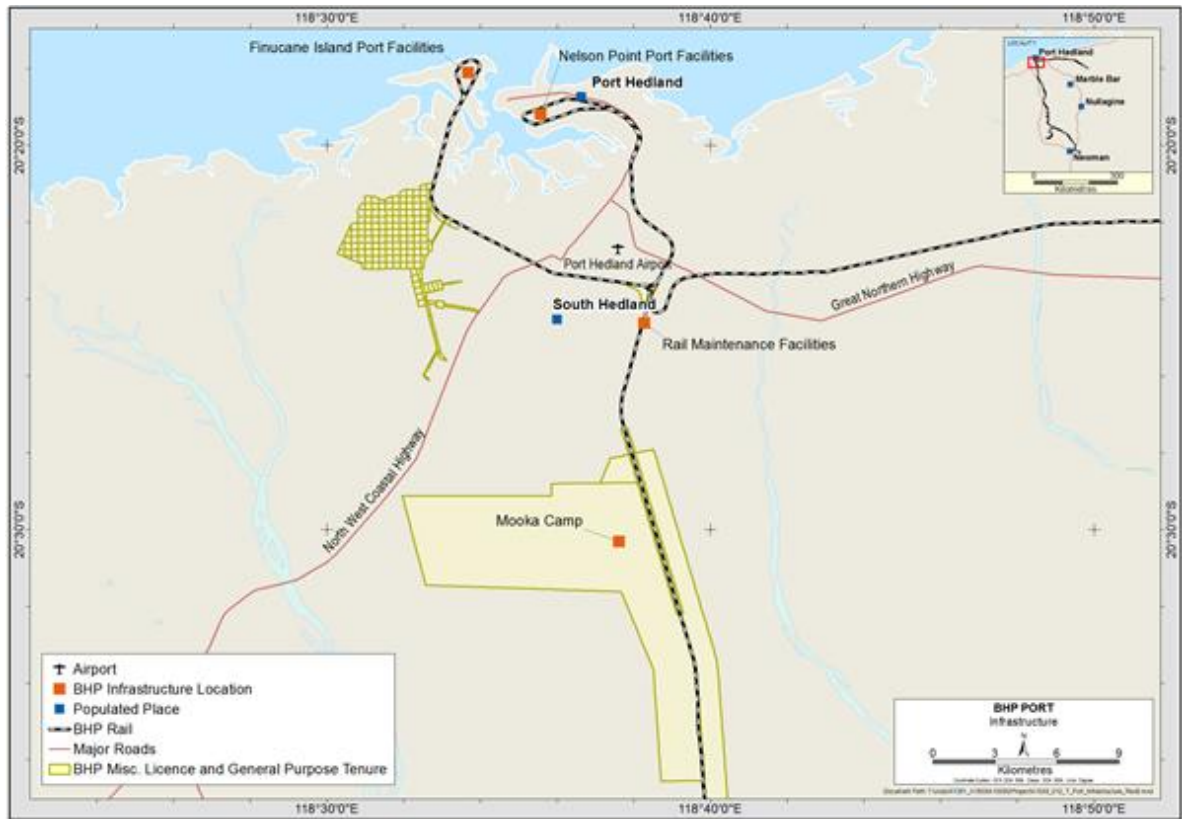 118°30'0"E
118°40'0"E
118°50'0"E
Finucane Island Port Facilities
Nelson Point Port Facilities
Port Hedland
LOCALITY
Port Hedland
Marble Bar
Nullagine
Newman
0
300
Kilometres
20°20'0"S
20°20'0"S
Port Hedland Airport
Great Northern Highway
South Hedland
Rail Maintenance Facilities
North West Coastal Highway
Mooka Camp
20°30'0"S
20°30'0"S
Airport
BHP Infrastructure Location
Populated Place
BHP Rail
Major Roads
BHP Misc. Licence and General Purpose Tenure
BHP PORT
Infrastructure
N
0 3 6 9
Kilometres
118°30'0"E
118°40'0"E
118°50'0"E